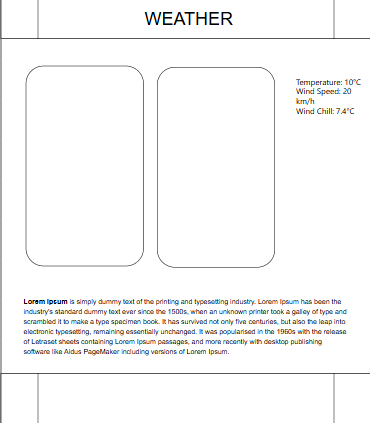 WEATHER
Temperature: 10°C
Wind Speed: 20
km/h
Wind Chill: 7.4°C
Lorem Ipsum is simply dummy text of the printing and typesetting industry. Lorem Ipsum has been the
industry's standard dummy text ever since the 1500s, when an unknown printer took a galley of type and
scrambled it to make a type specimen book. It has survived not only five centuries, but also the leap into
electronic typesetting, remaining essentially unchanged. It was popularised in the 1960s with the release
of Letraset sheets containing Lorem Ipsum passages, and more recently with desktop publishing
software like Aldus PageMaker including versions of Lorem Ipsum.